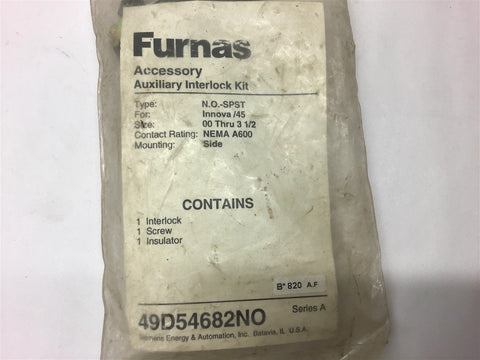 Furnas
Accessory
Auxiliary Interlock Kit
Type: N.O.-SPST
For: Innova /45
Size: 00 Thru 3 1/2
Contact Rating: NEMA A600
Mounting: Side
CONTAINS
1 Interlock
1 Screw
1 Insulator
B* 820 A.F
49D54682NO Series A
Siemens Energy & Automation, Inc. Batavia, IL U.S.A.